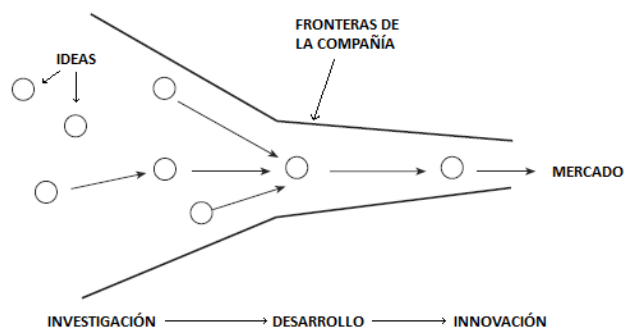 FRONTERAS DE
LA COMPAÑÍA
IDEAS
MERCADO
INVESTIGACIÓN DESARROLLO INNOVACIÓN